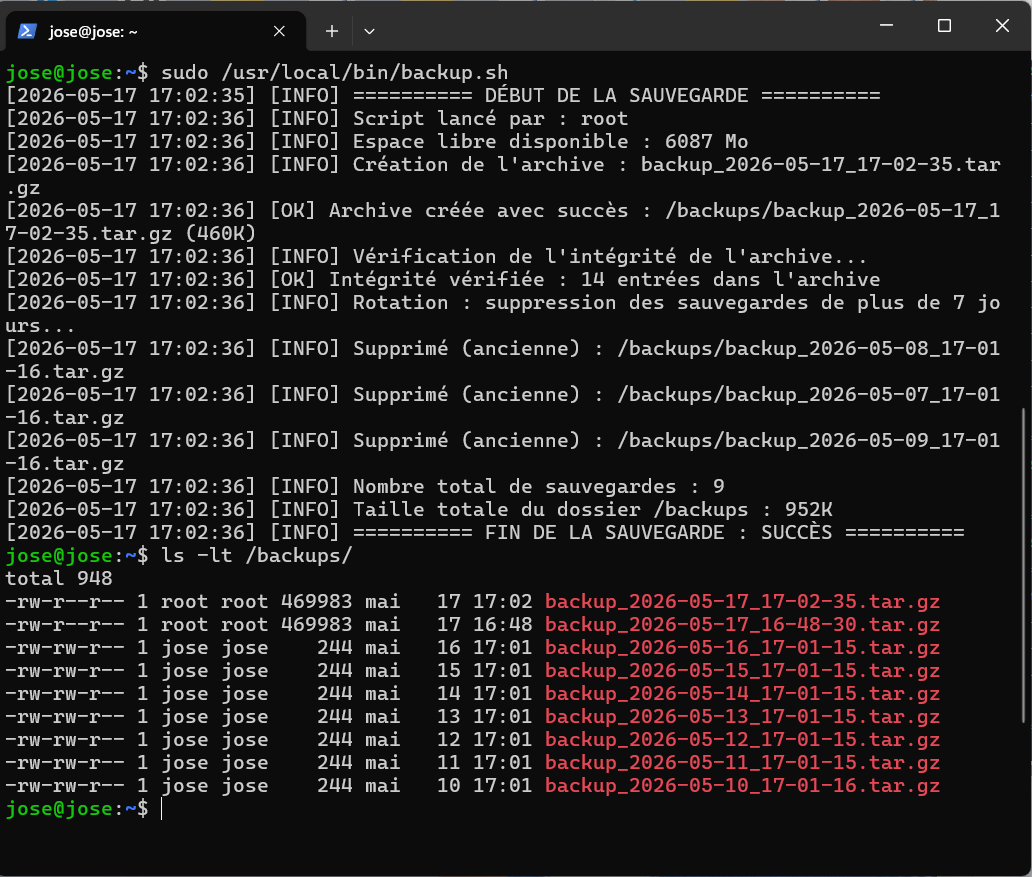 jose@jose: ~
jose@jose:~$ sudo /usr/local/bin/backup.sh
[2026-05-17 17:02:35] [INFO] ========== DÉBUT DE LA SAUVEGARDE ==========
[2026-05-17 17:02:36] [INFO] Script lancé par : root
[2026-05-17 17:02:36] [INFO] Espace libre disponible : 6087 Mo
[2026-05-17 17:02:36] [INFO] Création de l'archive : backup_2026-05-17_17-02-35.tar
.gz
[2026-05-17 17:02:36] [OK] Archive créée avec succès : /backups/backup_2026-05-17_1
7-02-35.tar.gz (460K)
[2026-05-17 17:02:36] [INFO] Vérification de l'intégrité de l'archive...
[2026-05-17 17:02:36] [OK] Intégrité vérifiée : 14 entrées dans l'archive
[2026-05-17 17:02:36] [INFO] Rotation : suppression des sauvegardes de plus de 7 jo
urs...
[2026-05-17 17:02:36] [INFO] Supprimé (ancienne) : /backups/backup_2026-05-08_17-01
-16.tar.gz
[2026-05-17 17:02:36] [INFO] Supprimé (ancienne) : /backups/backup_2026-05-07_17-01
-16.tar.gz
[2026-05-17 17:02:36] [INFO] Supprimé (ancienne) : /backups/backup_2026-05-09_17-01
-16.tar.gz
[2026-05-17 17:02:36] [INFO] Nombre total de sauvegardes : 9
[2026-05-17 17:02:36] [INFO] Taille totale du dossier /backups : 952K
[2026-05-17 17:02:36] [INFO] ========== FIN DE LA SAUVEGARDE : SUCCÈS ==========
jose@jose:~$ ls -lt /backups/
total 948
-rw-r--r-- 1 root root 469983 mai   17 17:02 backup_2026-05-17_17-02-35.tar.gz
-rw-r--r-- 1 root root 469983 mai   17 16:48 backup_2026-05-17_16-48-30.tar.gz
-rw-rw-r-- 1 jose jose    244 mai   16 17:01 backup_2026-05-16_17-01-15.tar.gz
-rw-rw-r-- 1 jose jose    244 mai   15 17:01 backup_2026-05-15_17-01-15.tar.gz
-rw-rw-r-- 1 jose jose    244 mai   14 17:01 backup_2026-05-14_17-01-15.tar.gz
-rw-rw-r-- 1 jose jose    244 mai   13 17:01 backup_2026-05-13_17-01-15.tar.gz
-rw-rw-r-- 1 jose jose    244 mai   12 17:01 backup_2026-05-12_17-01-15.tar.gz
-rw-rw-r-- 1 jose jose    244 mai   11 17:01 backup_2026-05-11_17-01-15.tar.gz
-rw-rw-r-- 1 jose jose    244 mai   10 17:01 backup_2026-05-10_17-01-16.tar.gz
jose@jose:~$